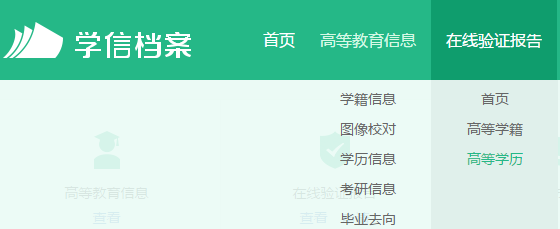 学信档案
首页 高等教育信息 在线验证报告
学籍信息 首页
图像校对 高等学籍
学历信息 高等学历
考研信息
高等教育信息 在线验证报告
毕业去向
查看 查看